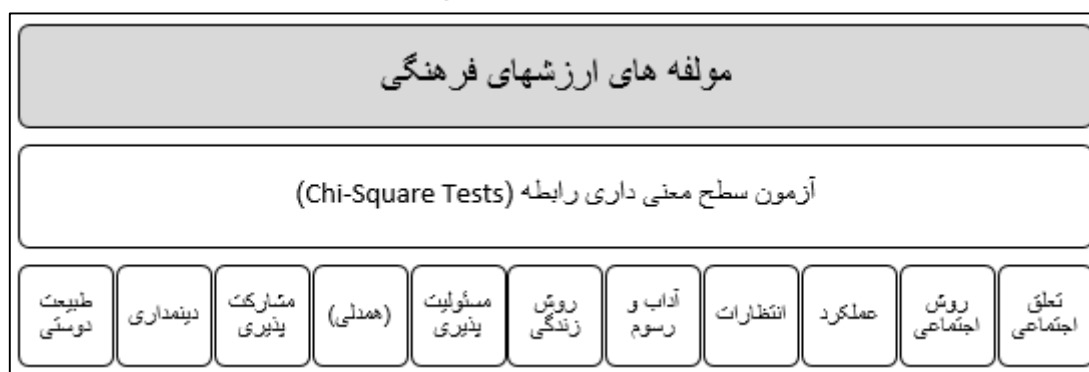 مولفه های ارزشهای فرهنگی
آزمون سطح معنی داری رابطه (Chi-Square Tests)
تعلق
اجتماعی
روش
اجتماعی
عملکرد
انتظارات
آداب و
رسوم
روش
زندگی
مسئولیت
پذیری
(همدلی)
مشارکت
پذیری
دینمداری
طبیعت
دوستی